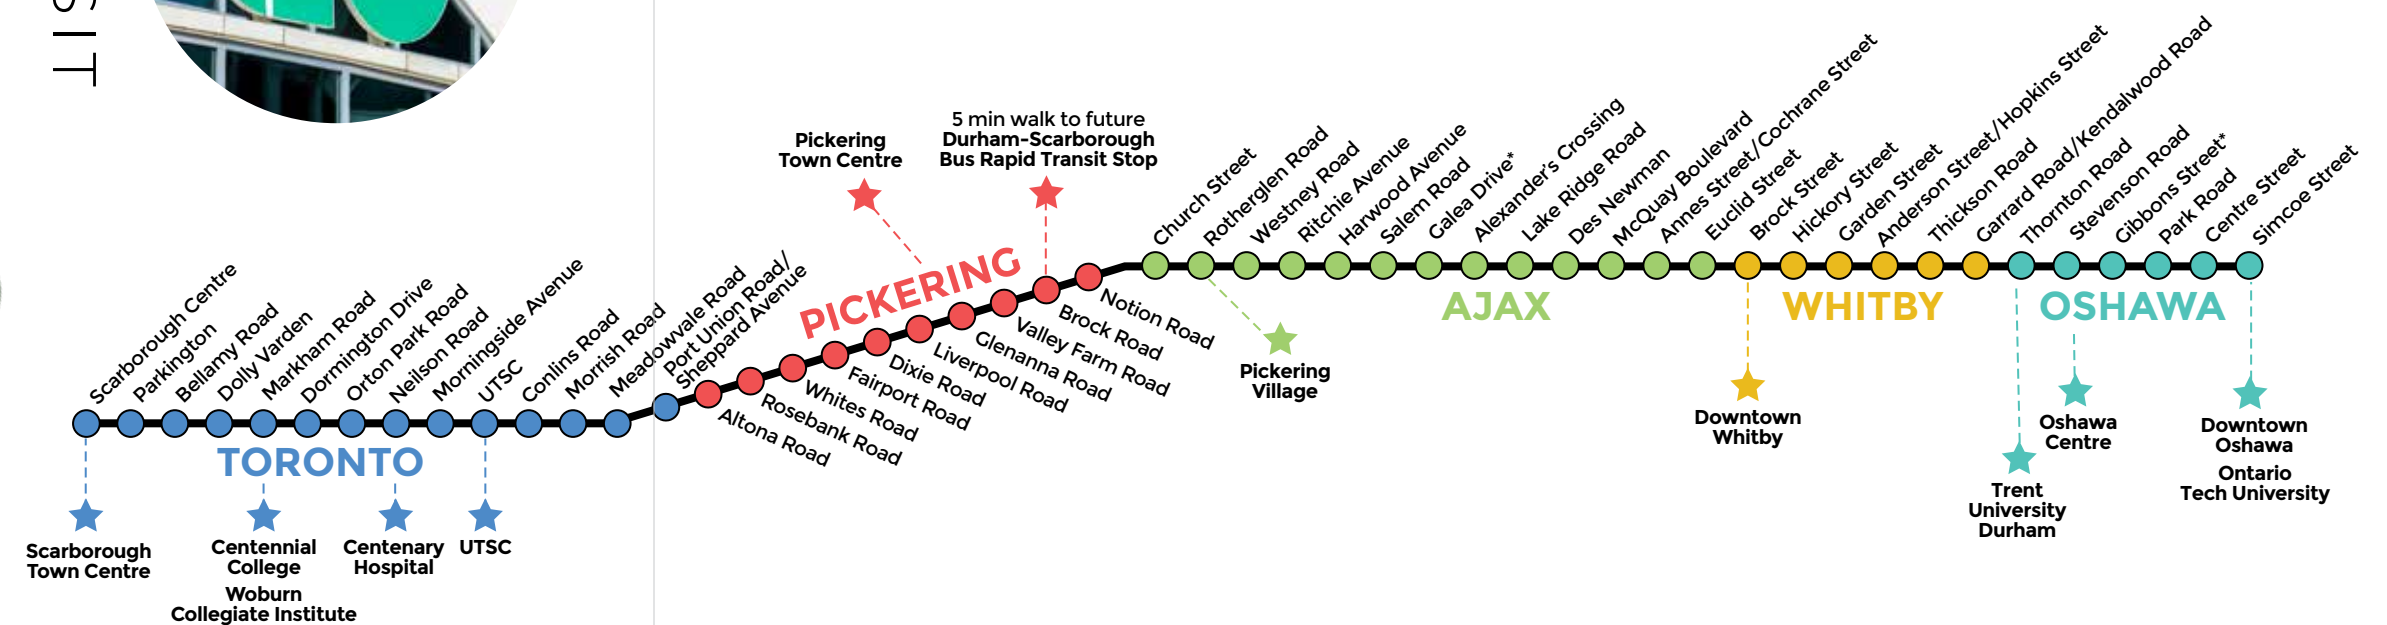 SIT
Scarborough Centre
Parkington
Bellamy Road
Dolly Varden
Markham Road
Dormington Drive
Orton Park Road
Neilson Road
Morningside Avenue
UTSC
Conlins Road
Morrish Road
Meadowvale Road
Port Union Road/
Sheppard Avenue
TORONTO
Scarborough
Town Centre
Centennial
College
Woburn
Collegiate Institute
Centenary
Hospital
UTSC
Pickering
Town Centre
5 min walk to future
Durham-Scarborough
Bus Rapid Transit Stop
PICKERING
Altona Road
Rosebank Road
Whites Road
Fairport Road
Dixie Road
Liverpool Road
Glenanna Road
Valley Farm Road
Brock Road
Notion Road
Church Street
Rotherglen Road
Westney Road
Ritchie Avenue
Harwood Avenue
Salem Road
Galea Drive*
Alexander's Crossing
Lake Ridge Road
Des Newman
McQuay Boulevard
Annes Street/Cochrane Street
Euclid Street
Brock Street
Hickory Street
Garden Street
Anderson Street/Hopkins Street
Thickson Road
Garrard Road/Kendalwood Road
Thornton Road
Stevenson Road
Gibbons Street*
Park Road
Centre Street
Simcoe Street
AJAX
WHITBY
OSHAWA
Pickering
Village
Downtown
Whitby
Trent
University
Durham
Oshawa
Centre
Downtown
Oshawa
Ontario
Tech University